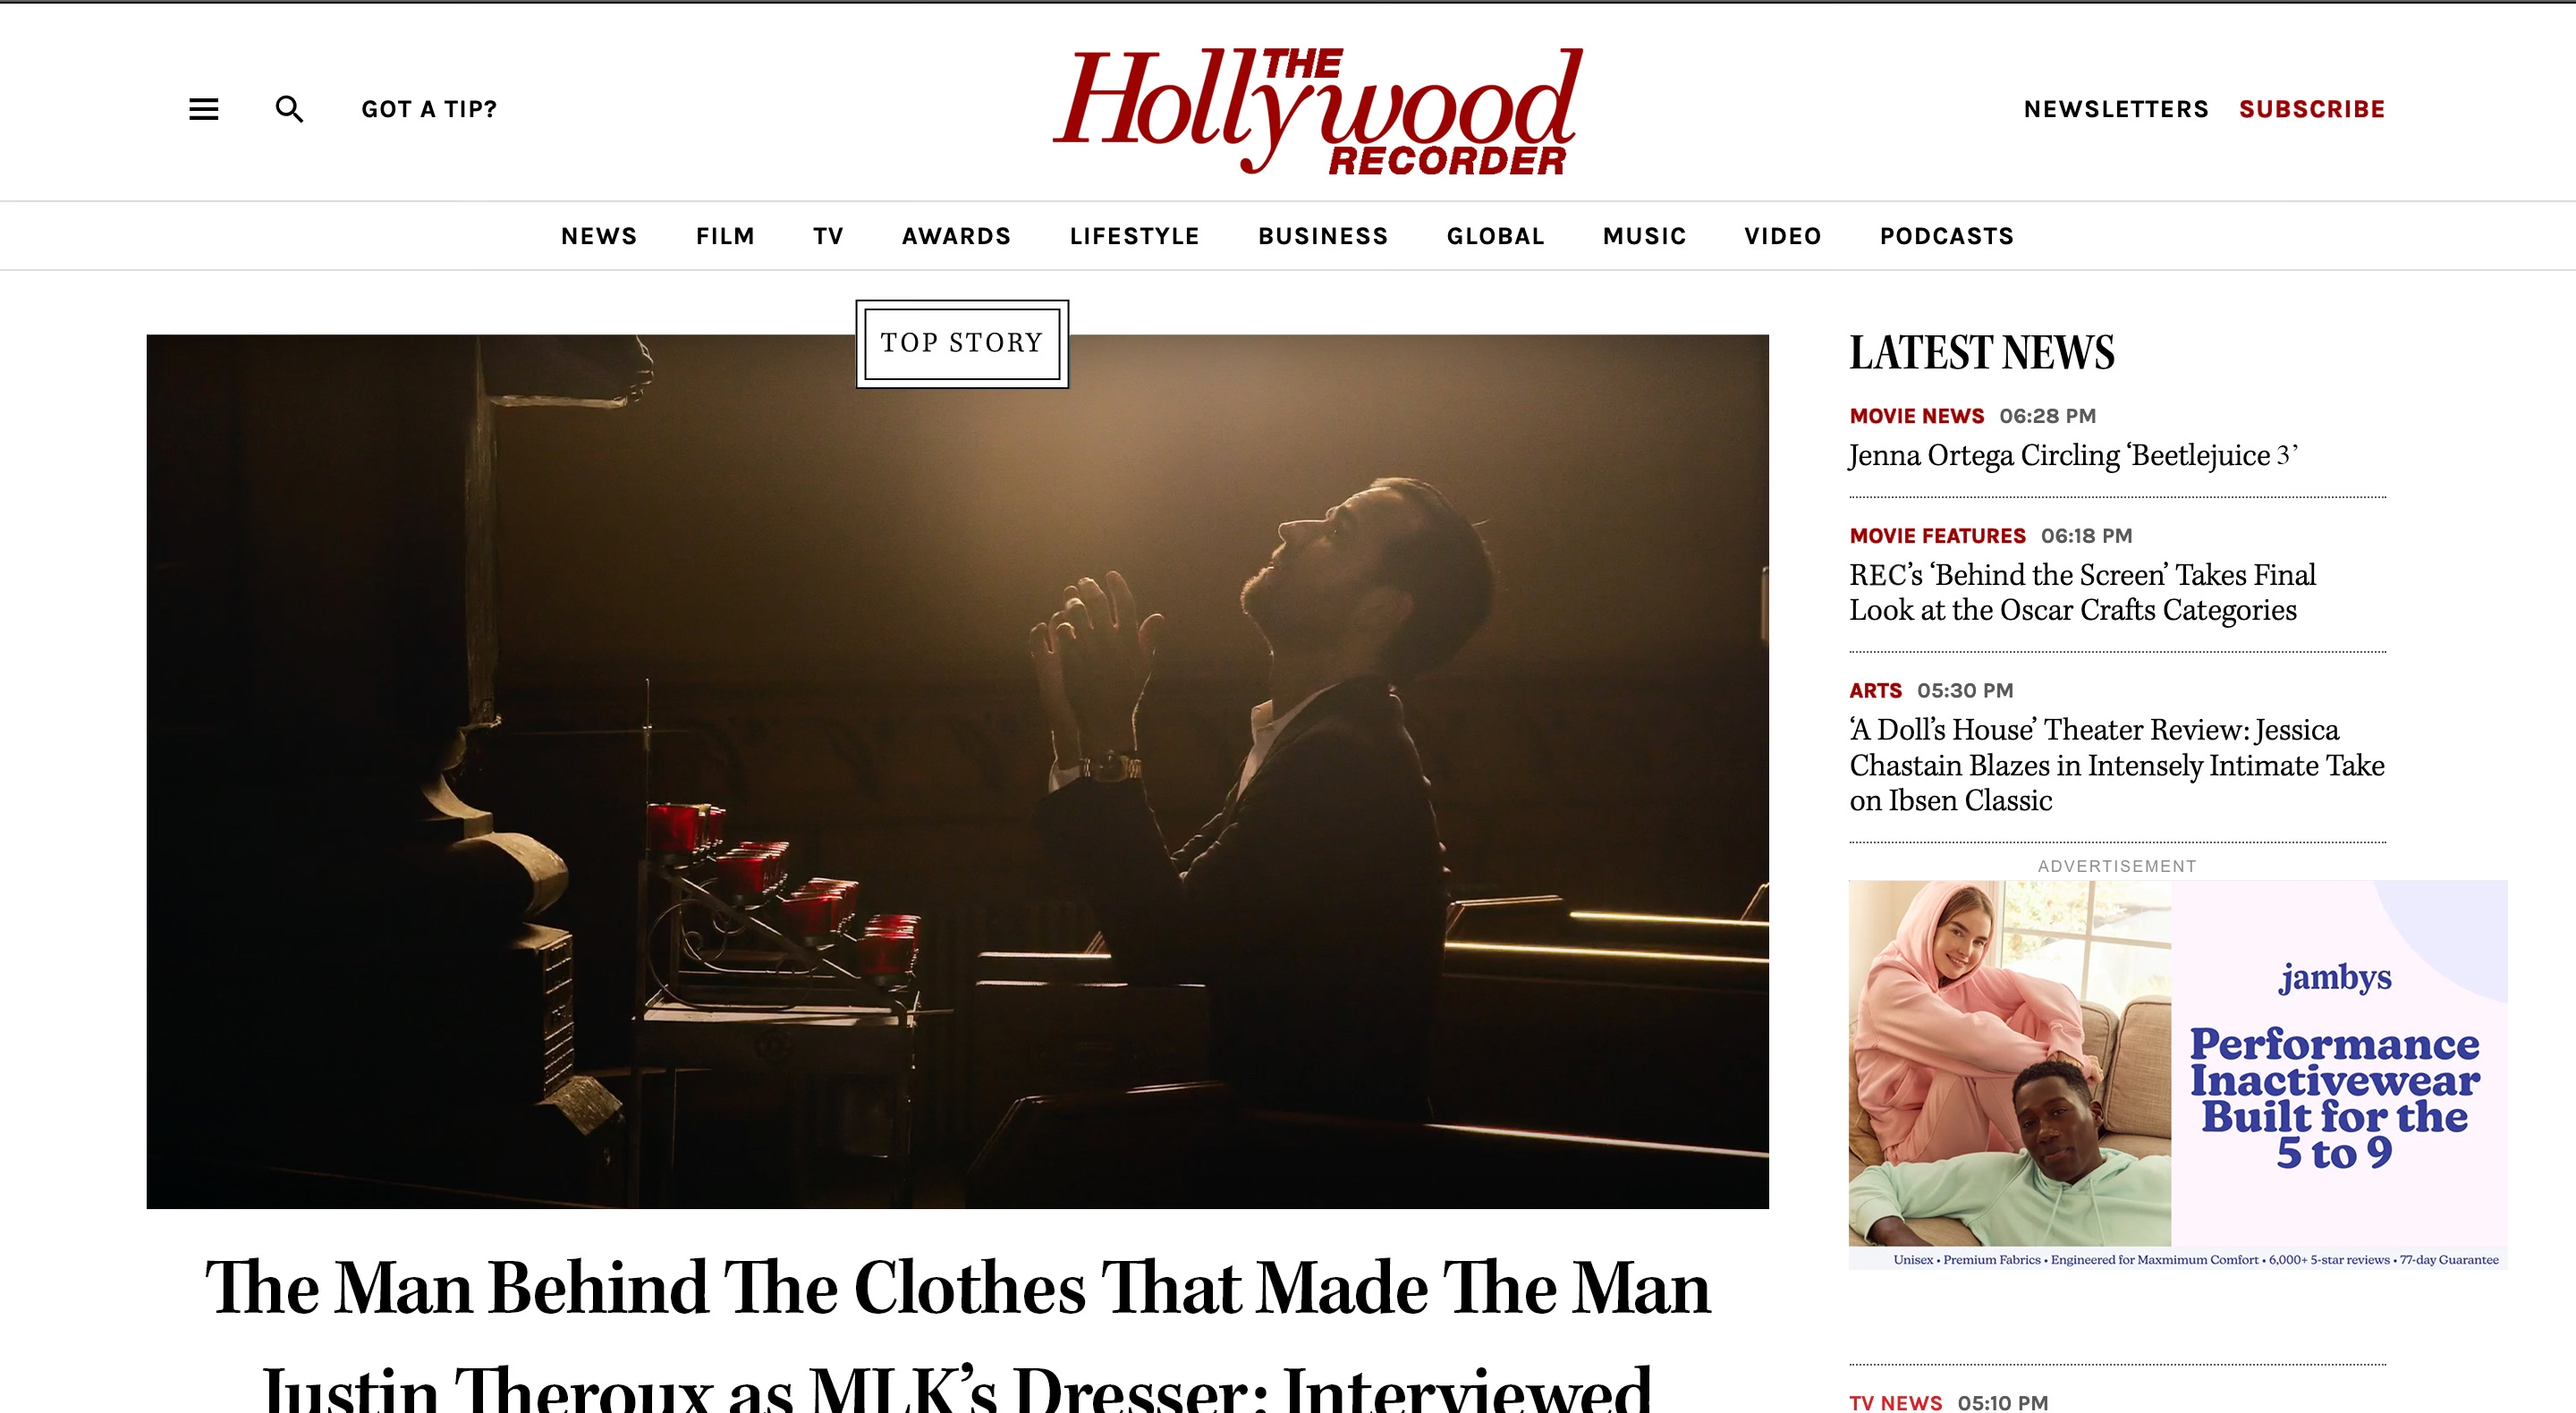 GOT A TIP?
THE
Hollywood
RECORDER
NEWSLETTERS SUBSCRIBE
NEWS FILM TV AWARDS LIFESTYLE BUSINESS GLOBAL MUSIC VIDEO PODCASTS
TOP STORY
The Man Behind The Clothes That Made The Man
Justin Theroux as MLK’s Dresser: Interviewed
LATEST NEWS
MOVIE NEWS 06:28 PM
Jenna Ortega Circling ‘Beetlejuice 3’
MOVIE FEATURES 06:18 PM
REC’s ‘Behind the Screen’ Takes Final
Look at the Oscar Crafts Categories
ARTS 05:30 PM
‘A Doll’s House’ Theater Review: Jessica
Chastain Blazes in Intensely Intimate Take
on Ibsen Classic
ADVERTISEMENT
jambys
Performance
Inactivewear
Built for the
5 to 9
Unisex • Premium Fabrics • Engineered for Maxmimum Comfort • 6,000+ 5-star reviews • 77-day Guarantee
TV NEWS 05:10 PM